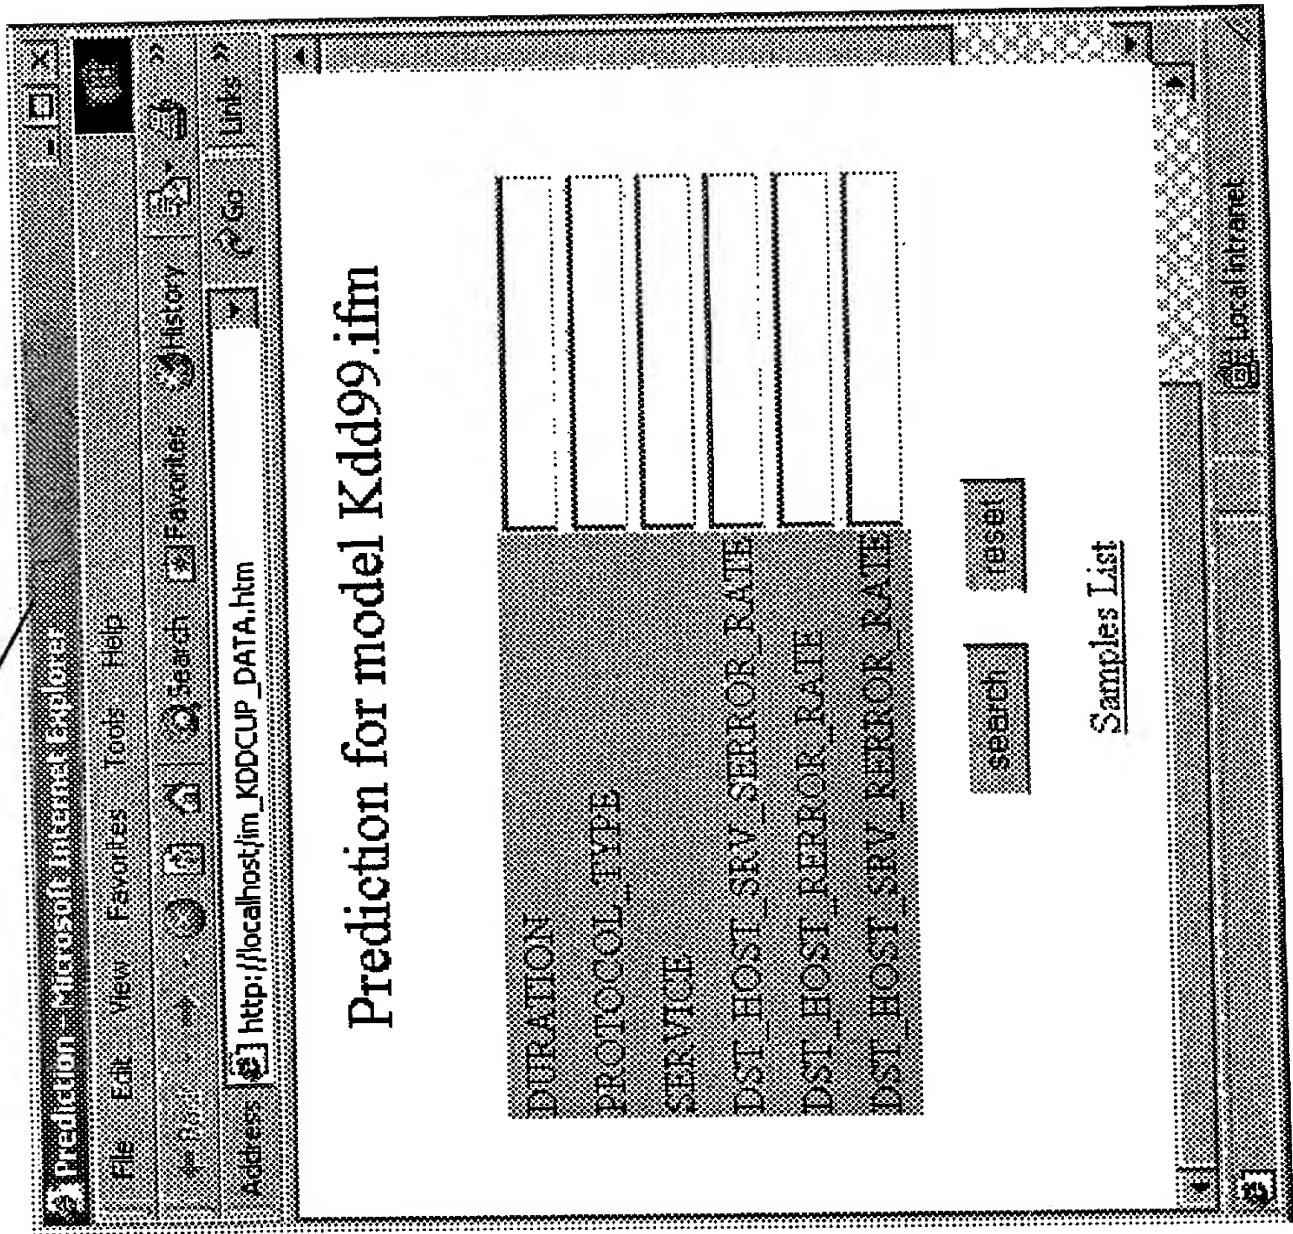 Prediction - Microsoft Internet Explorer
File Edit View Favorites Tools Help
Search Favorites History
Address http://localhost/im_KDDCUP_DATA.htm Go Links »
Prediction for model Kdd99.ifm
DURATION
PROTOCOL_TYPE
SERVICE
DST_HOST_SRV_SERROR_RATE
DST_HOST_RERROR_RATE
DST_HOST_SRV_RERROR_RATE
search reset
Samples List
Local intranet